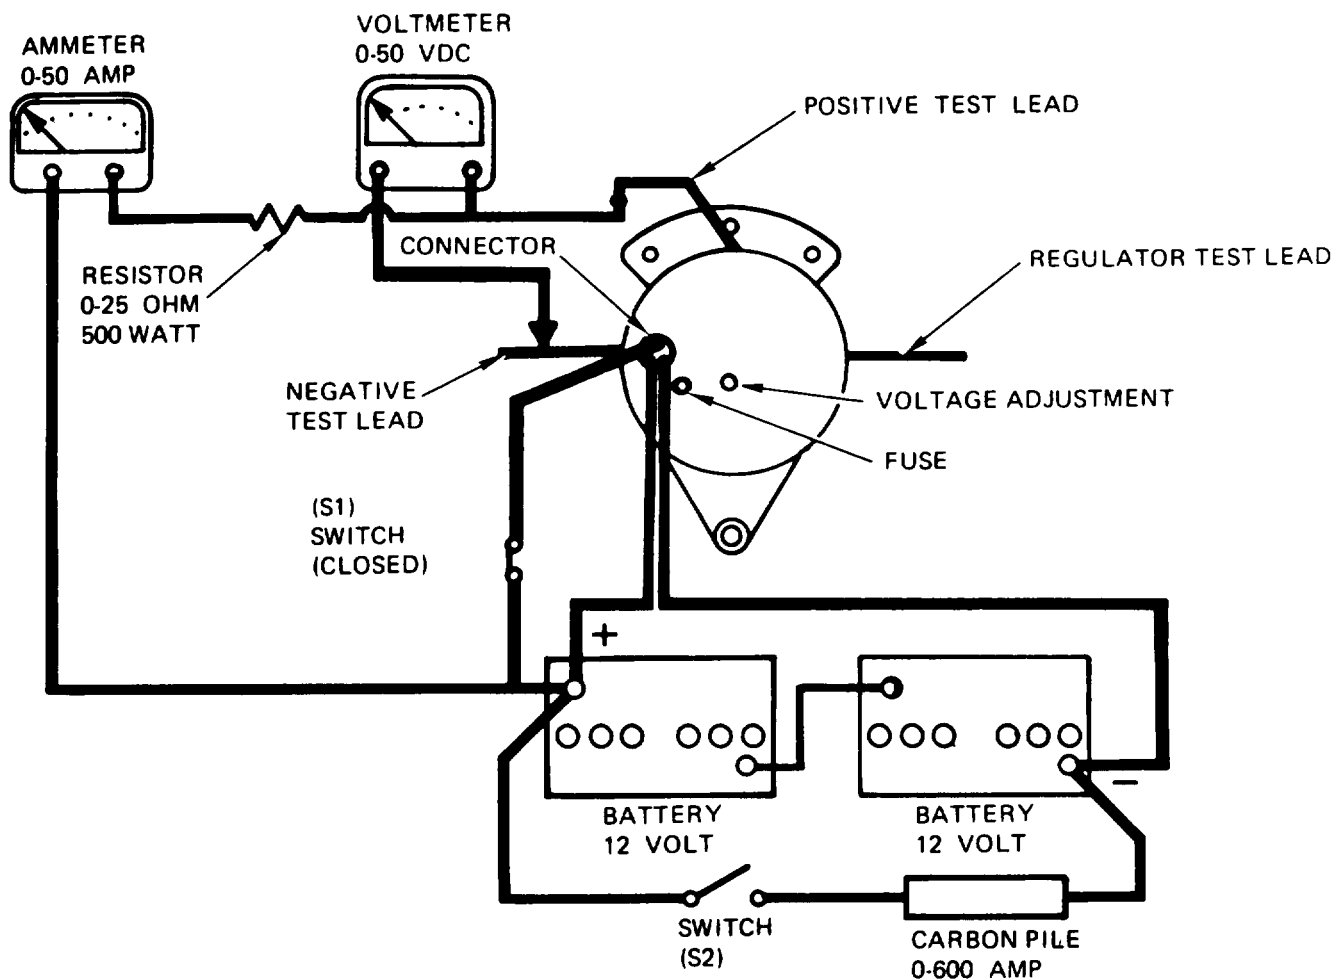 AMMETER
0-50 AMP
VOLTMETER
0-50 VDC
POSITIVE TEST LEAD
CONNECTOR
REGULATOR TEST LEAD
RESISTOR
0-25 OHM
500 WATT
NEGATIVE
TEST LEAD
VOLTAGE ADJUSTMENT
FUSE
(S1)
SWITCH
(CLOSED)
+
−
BATTERY
12 VOLT
BATTERY
12 VOLT
SWITCH
(S2)
CARBON PILE
0-600 AMP